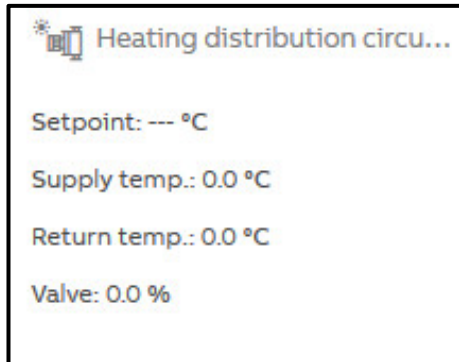 Heating distribution circu...
Setpoint: --- °C
Supply temp.: 0.0 °C
Return temp.: 0.0 °C
Valve: 0.0 %